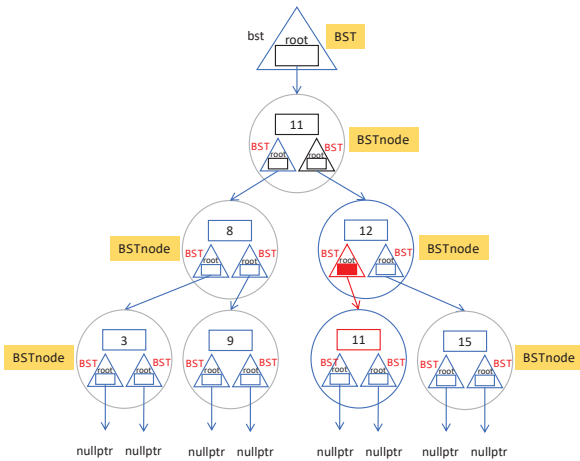 bst root BST
11
BST root root BST BSTnode
8 12
BSTnode BST root root BST BST root root BST BSTnode
3 9 11 15
BSTnode BST root root BST BST root root BST BST root root BST BST root root BST BSTnode
nullptr nullptr nullptr nullptr nullptr nullptr nullptr nullptr